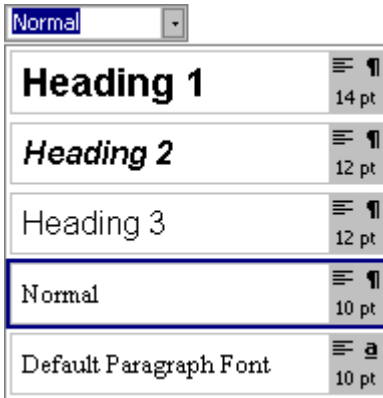 Normal
Heading 1
¶
14 pt
Heading 2
¶
12 pt
Heading 3
¶
12 pt
Normal
¶
10 pt
Default Paragraph Font
a
10 pt